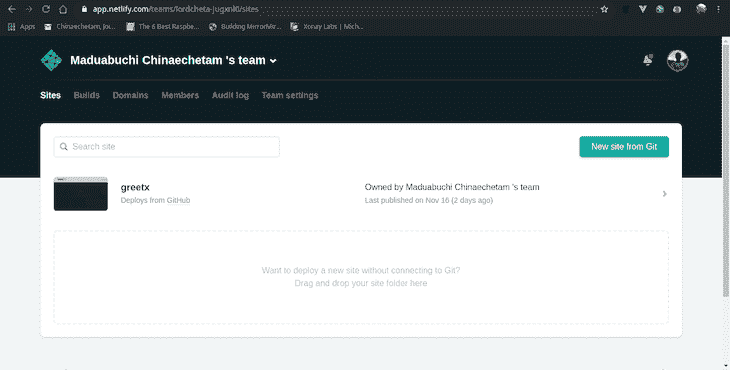 app.netlify.com/teams/lordcheta-jugxnl0/sites
Apps Chinaechetam, Jou... The 6 Best Raspbe... Building MirrorMir... Xonay Labs | Mich...
Maduabuchi Chinaechetam 's team
Sites Builds Domains Members Audit log Team settings
Search site New site from Git
greetx Owned by Maduabuchi Chinaechetam 's team
Deploys from GitHub Last published on Nov 16 (2 days ago)
Want to deploy a new site without connecting to Git?
Drag and drop your site folder here